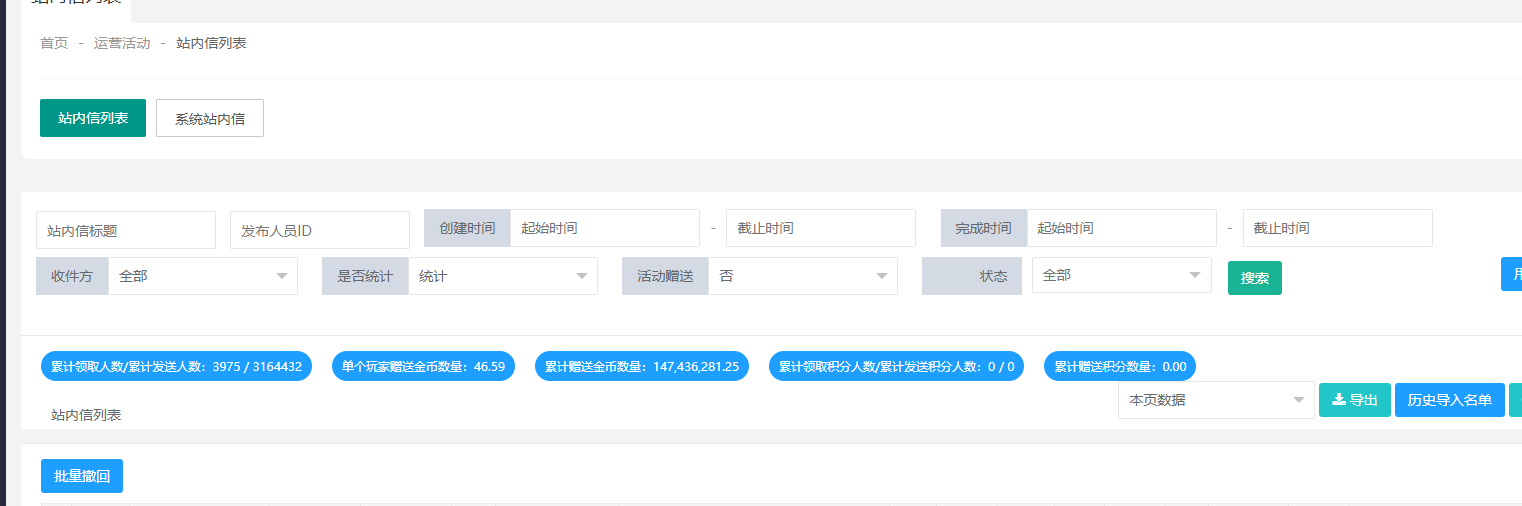 站内信列表
首页 - 运营活动 - 站内信列表
站内信列表 系统站内信
站内信标题 发布人员ID 创建时间 起始时间 - 截止时间 完成时间 起始时间 - 截止时间
收件方 全部 是否统计 统计 活动赠送 否 状态 全部 搜索
累计领取人数/累计发送人数：3975 / 3164432 单个玩家赠送金币数量：46.59 累计赠送金币数量：147,436,281.25 累计领取积分人数/累计发送积分人数：0 / 0 累计赠送积分数量：0.00
本页数据 导出 历史导入名单
站内信列表
批量撤回